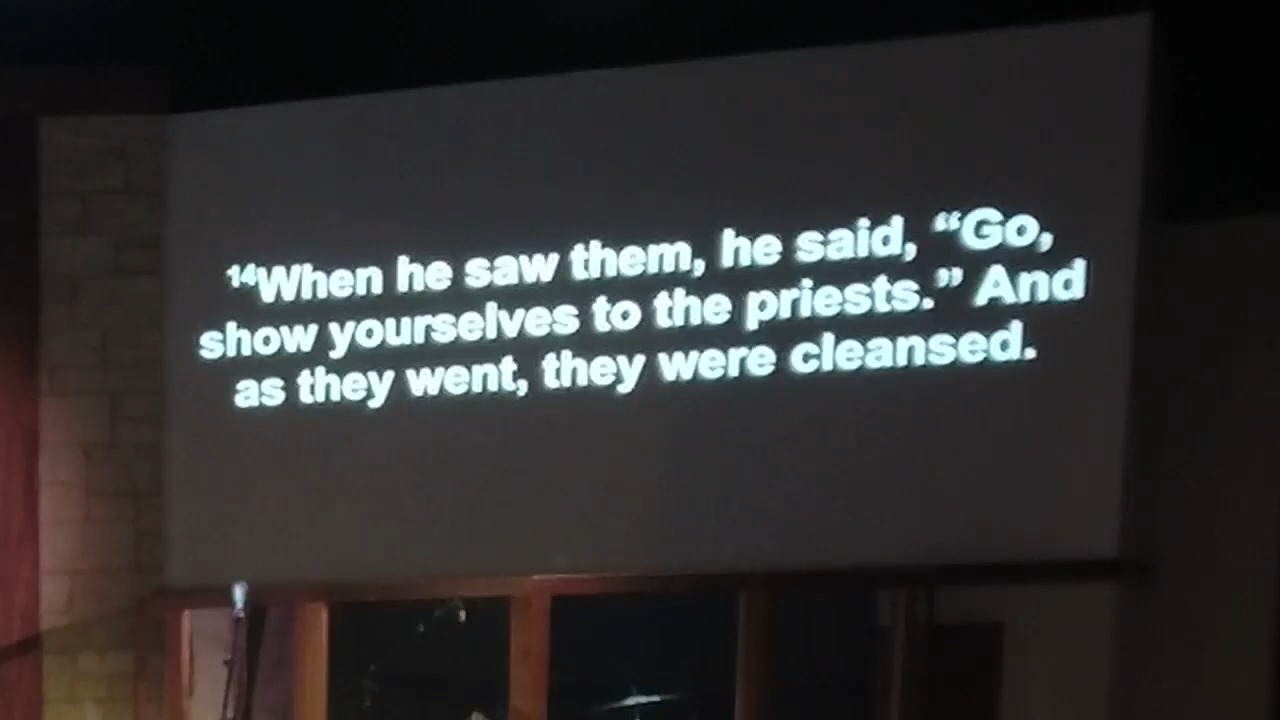 ¹⁴When he saw them, he said, “Go,
show yourselves to the priests.” And
as they went, they were cleansed.